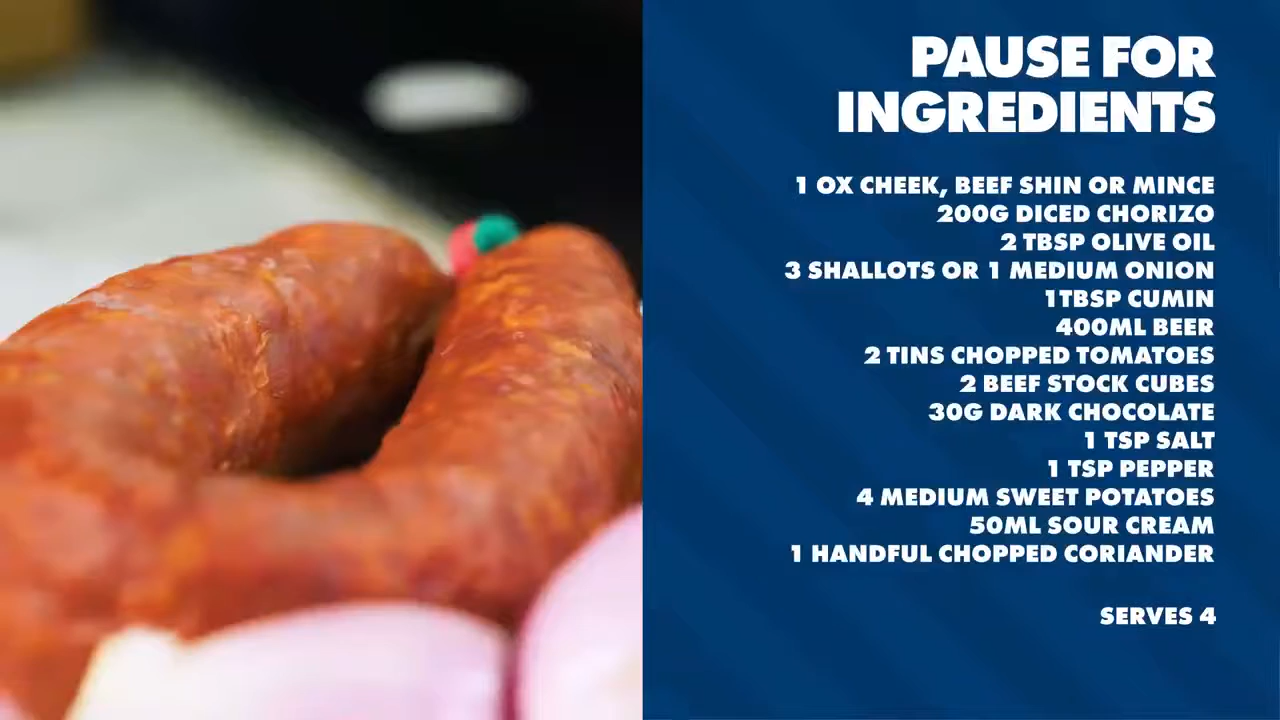 PAUSE FOR
INGREDIENTS
1 OX CHEEK, BEEF SHIN OR MINCE
200G DICED CHORIZO
2 TBSP OLIVE OIL
3 SHALLOTS OR 1 MEDIUM ONION
1TBSP CUMIN
400ML BEER
2 TINS CHOPPED TOMATOES
2 BEEF STOCK CUBES
30G DARK CHOCOLATE
1 TSP SALT
1 TSP PEPPER
4 MEDIUM SWEET POTATOES
50ML SOUR CREAM
1 HANDFUL CHOPPED CORIANDER
SERVES 4